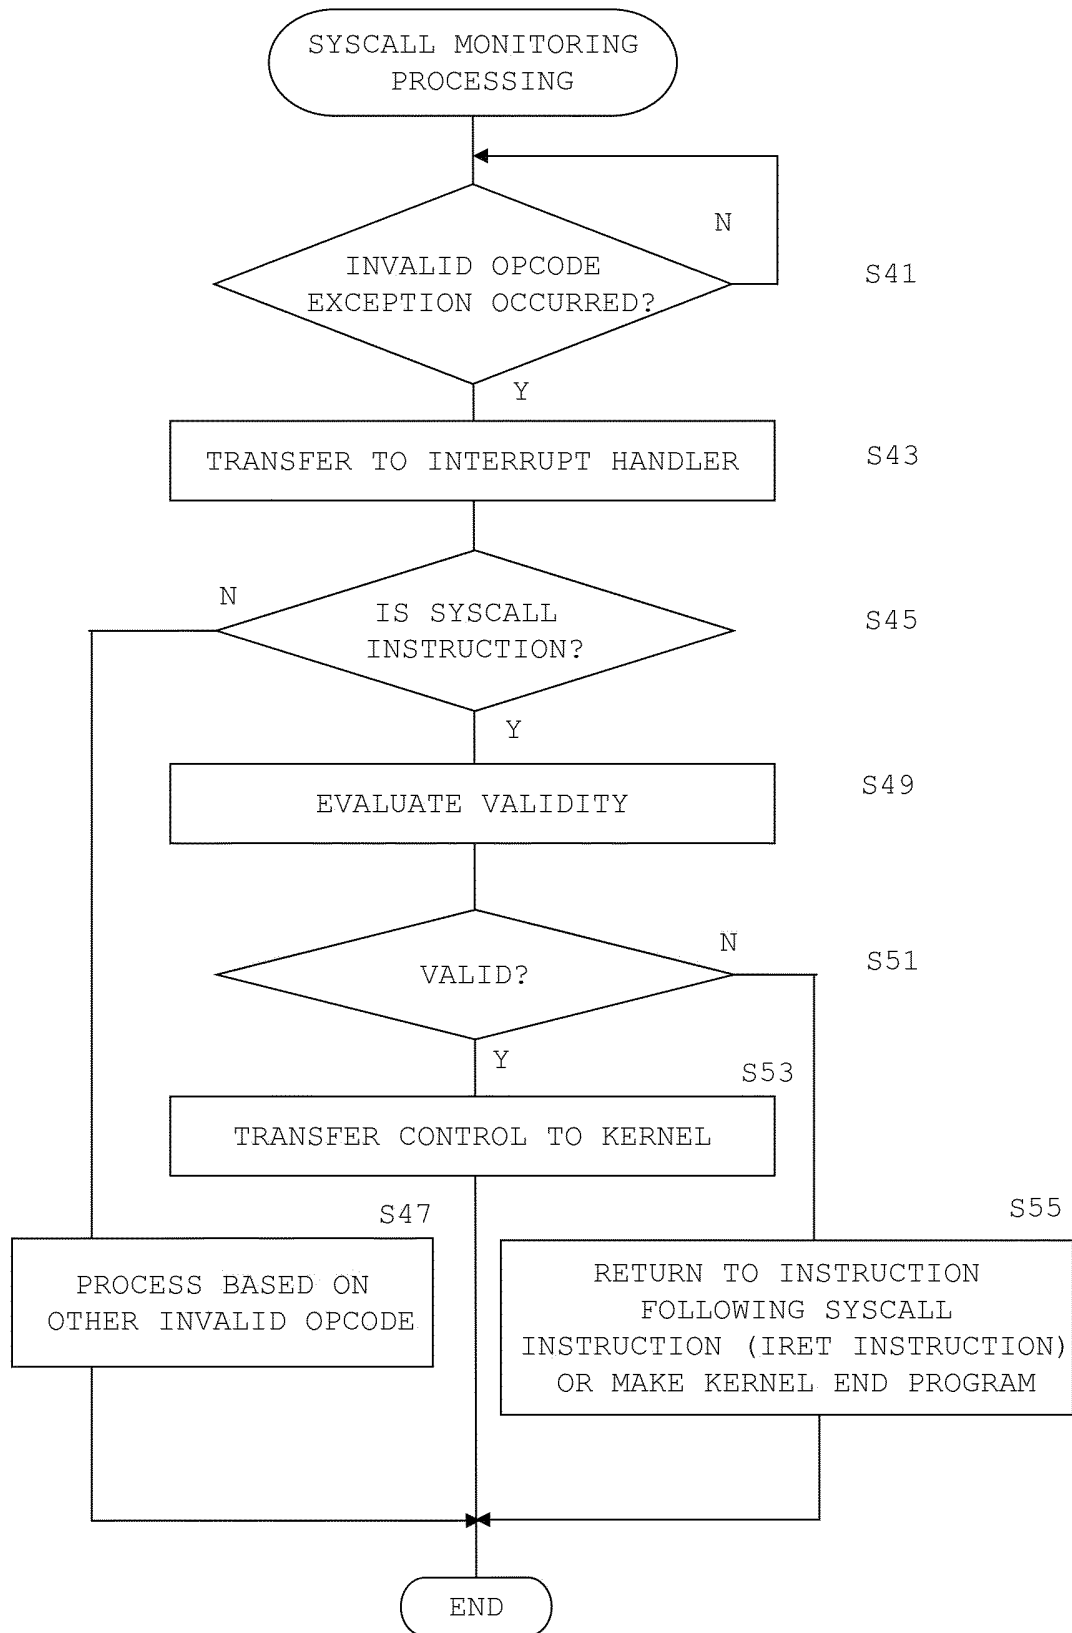 SYSCALL MONITORING
PROCESSING
N
INVALID OPCODE
EXCEPTION OCCURRED?
S41
Y
TRANSFER TO INTERRUPT HANDLER
S43
N
IS SYSCALL
INSTRUCTION?
S45
Y
EVALUATE VALIDITY
S49
N
VALID?
S51
Y
S53
TRANSFER CONTROL TO KERNEL
S47
PROCESS BASED ON
OTHER INVALID OPCODE
S55
RETURN TO INSTRUCTION
FOLLOWING SYSCALL
INSTRUCTION (IRET INSTRUCTION)
OR MAKE KERNEL END PROGRAM
END